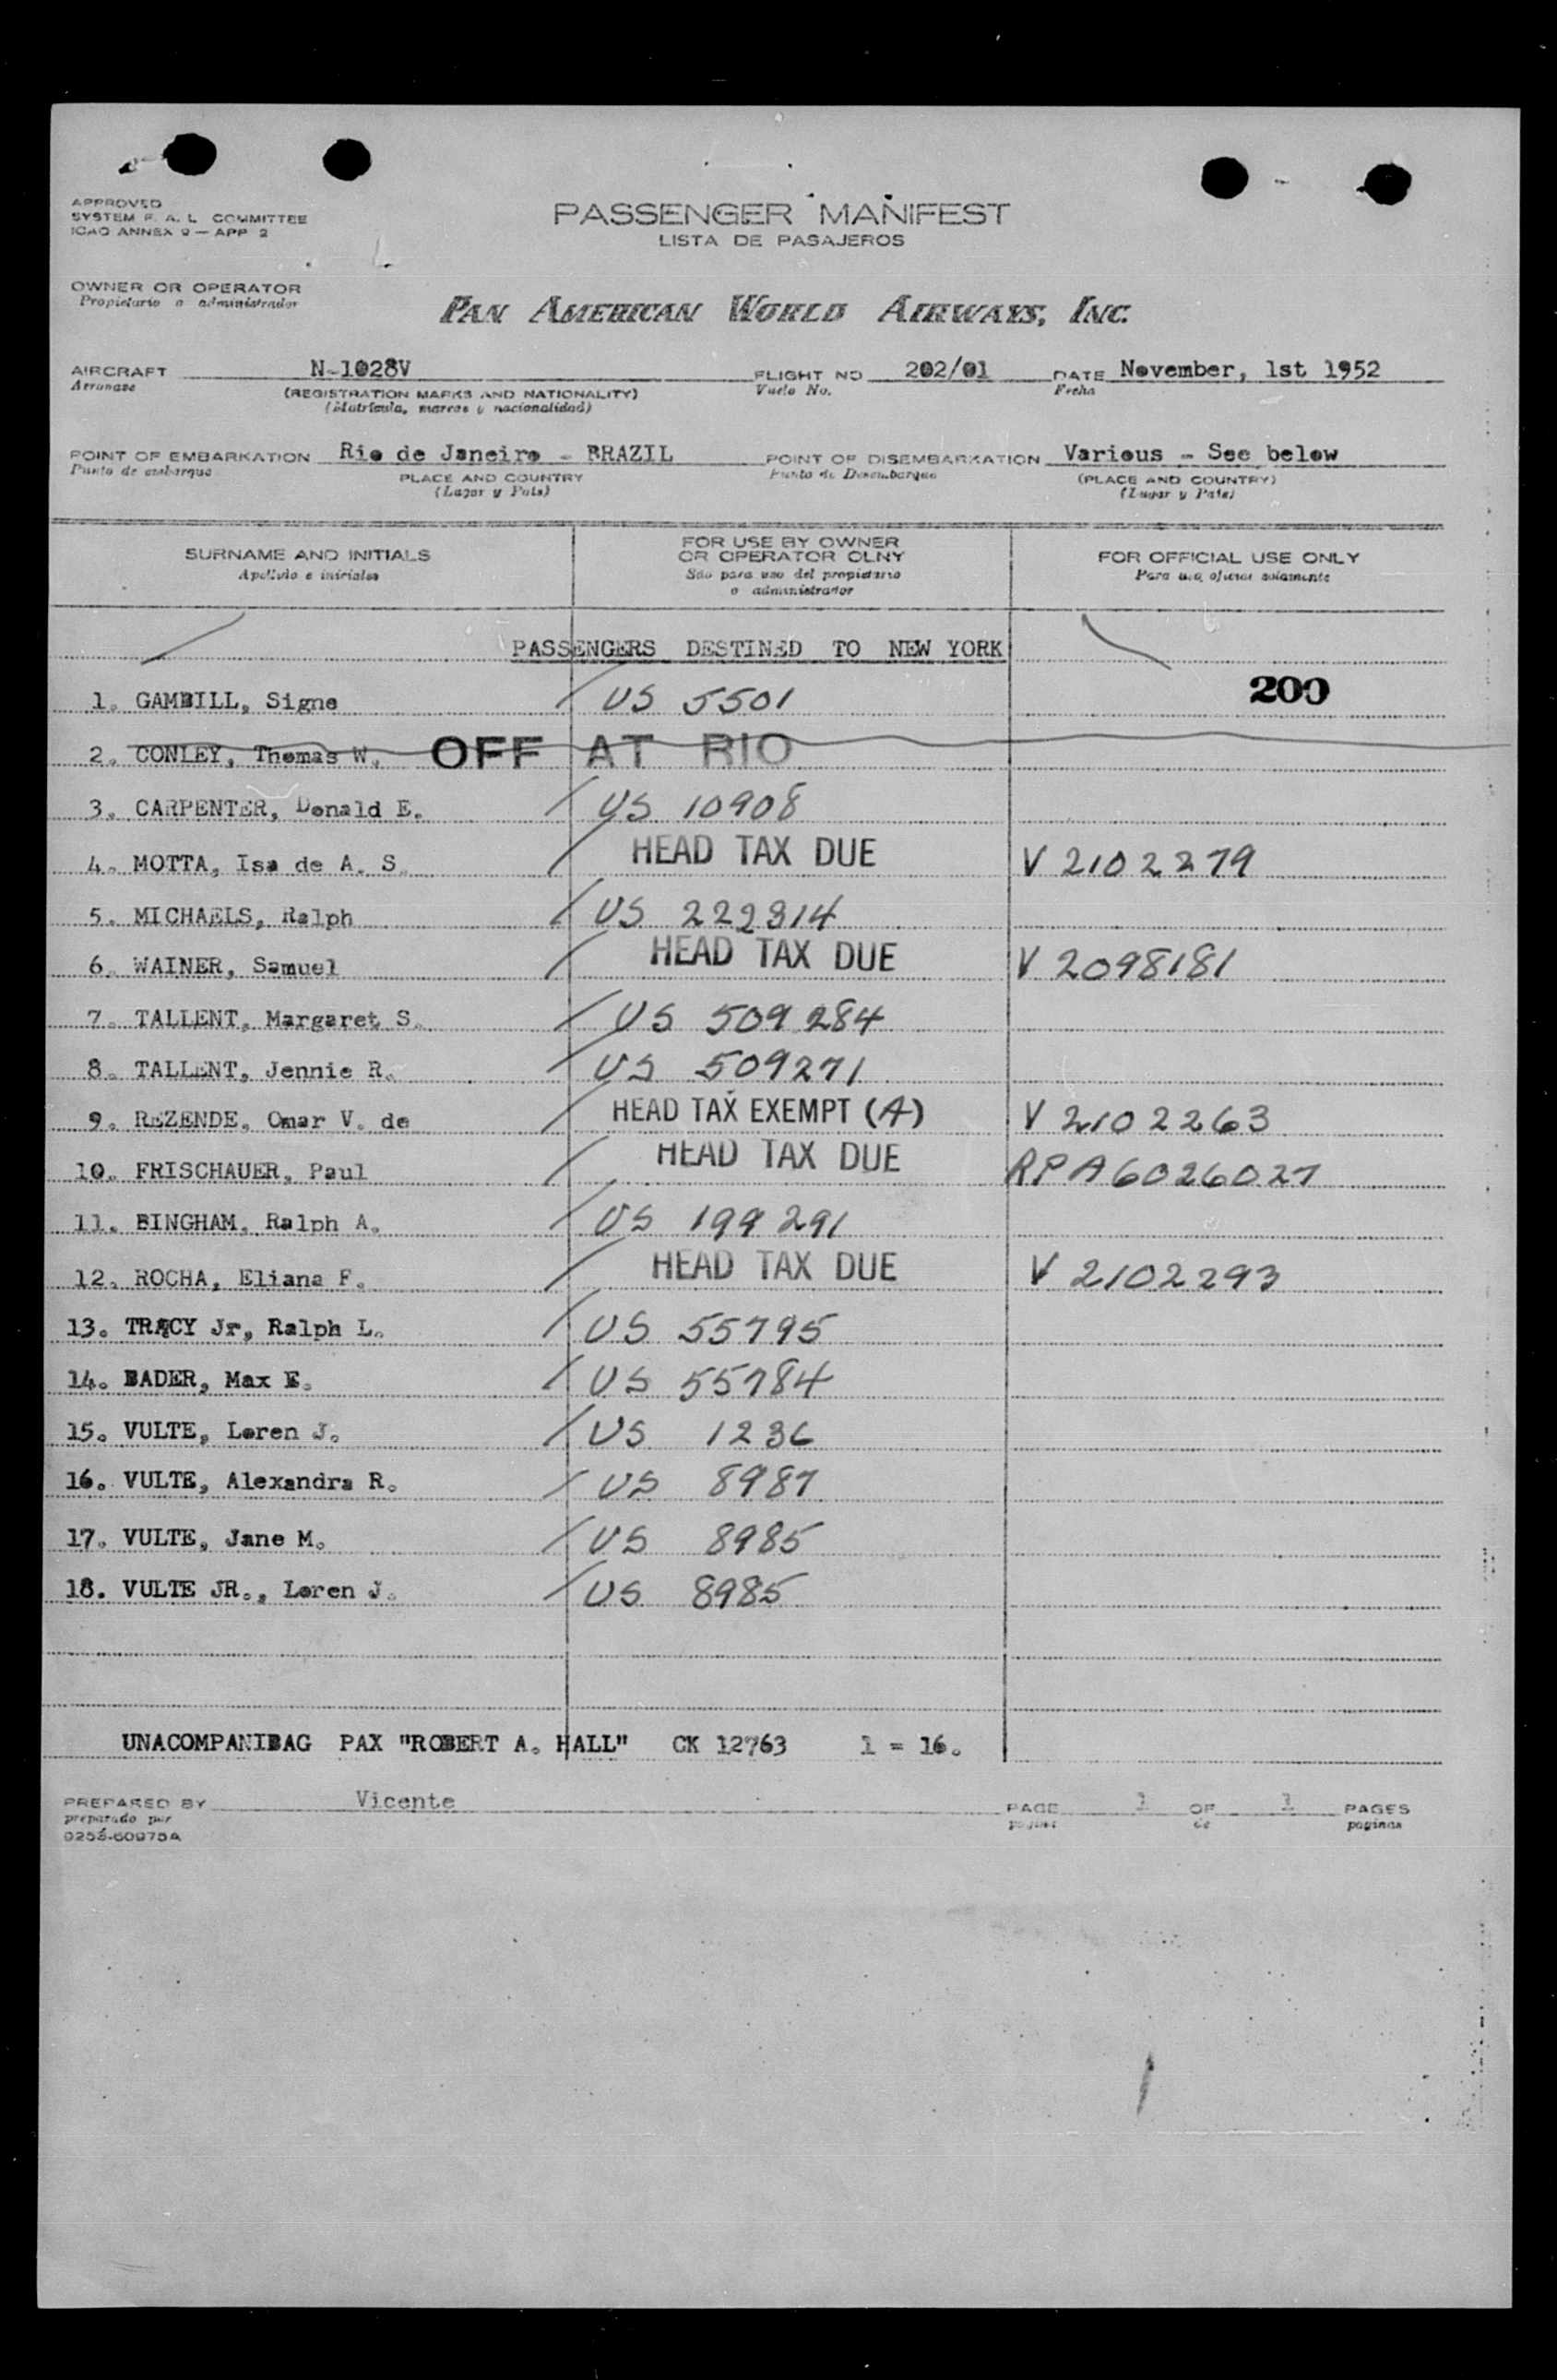 APPROVED
SYSTEM F. A. L. COMMITTEE
ICAO ANNEX 9 — APP 2
PASSENGER MANIFEST
LISTA DE PASAJEROS
OWNER OR OPERATOR
Propietario o administrador
PAN AMERICAN WORLD AIRWAYS, INC.
AIRCRAFT N-1028V FLIGHT NO 202/01 DATE November, 1st 1952
(REGISTRATION MARKS AND NATIONALITY) Vuelo No. Fecha
(Matrícula, marcas y nacionalidad)
POINT OF EMBARKATION Rio de Janeiro - BRAZIL POINT OF DISEMBARKATION Various - See below
Punto de embarque PLACE AND COUNTRY Punto de Desembarque (PLACE AND COUNTRY)
(Lugar y País) (Lugar y País)
SURNAME AND INITIALS FOR USE BY OWNER OR OPERATOR OLNY FOR OFFICIAL USE ONLY
Apellido e iniciales Sólo para uso del propietario o administrador Para uso oficial solamente
PASSENGERS DESTINED TO NEW YORK
1. GAMBILL, Signe / US 5501 200
2. CONLEY, Thomas W. OFF AT RIO
3. CARPENTER, Donald E. / US 10908
4. MOTTA, Isa de A. S. / HEAD TAX DUE V 2102279
5. MICHAELS, Ralph / US 222314
6. WAINER, Samuel / HEAD TAX DUE V 2098181
7. TALLENT, Margaret S. / US 509284
8. TALLENT, Jennie R. / US 509271
9. REZENDE, Omar V. de / HEAD TAX EXEMPT (A) V 2102263
10. FRISCHAUER, Paul / HEAD TAX DUE RPA6026027
11. BINGHAM, Ralph A. / US 199291
12. ROCHA, Eliana F. / HEAD TAX DUE V 2102293
13. TRACY Jr, Ralph L. / US 55795
14. BADER, Max E. / US 55784
15. VULTE, Loren J. / US 1236
16. VULTE, Alexandra R. / US 8987
17. VULTE, Jane M. / US 8985
18. VULTE JR., Loren J. / US 8985
UNACOMPANIBAG PAX "ROBERT A. HALL" CK 12763 1 = 16.
PREPARED BY Vicente PAGE 1 OF 1 PAGES
preparado por de paginas
0252-60975A